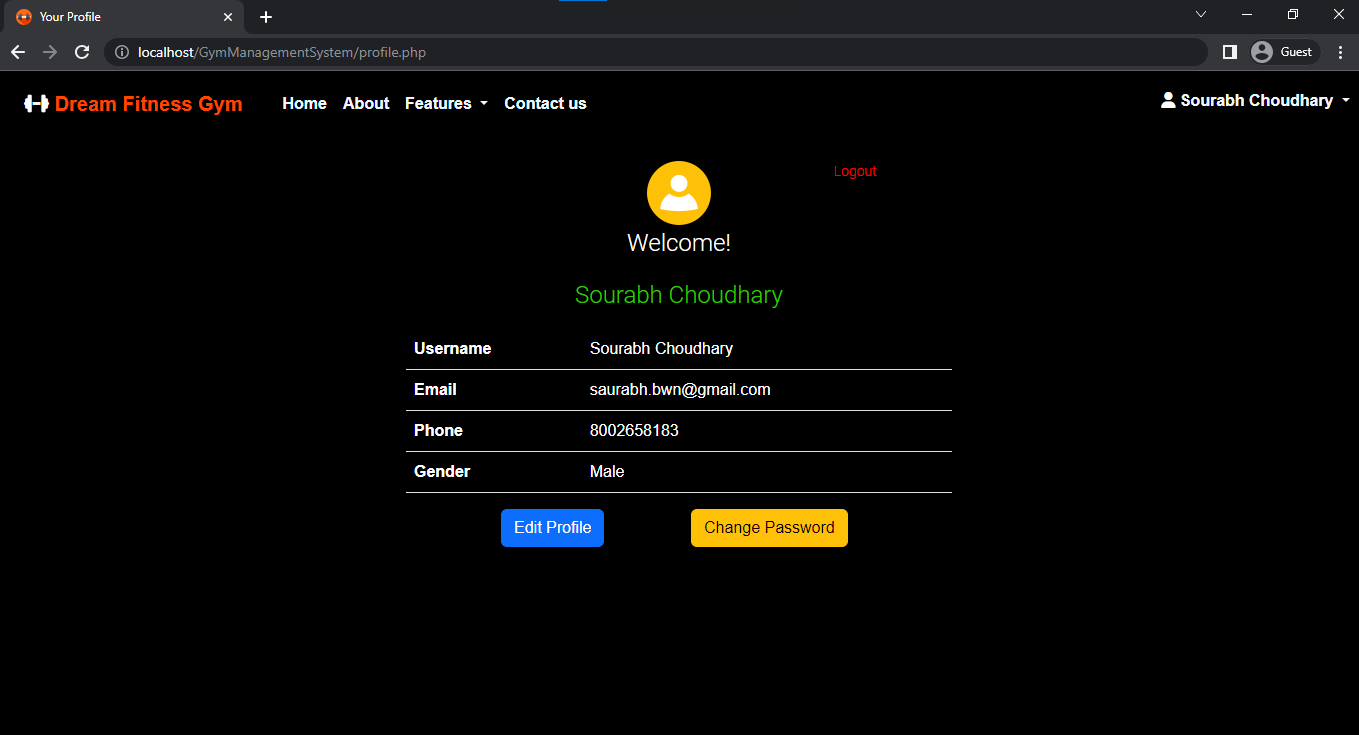 Your Profile
localhost/GymManagementSystem/profile.php
Guest
Dream Fitness Gym Home About Features Contact us Sourabh Choudhary
Logout
Welcome!
Sourabh Choudhary
Username Sourabh Choudhary
Email saurabh.bwn@gmail.com
Phone 8002658183
Gender Male
Edit Profile Change Password